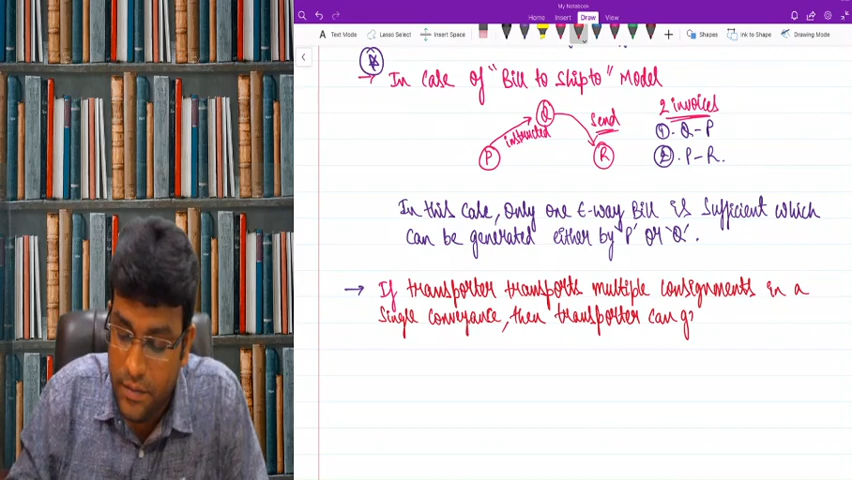 My Notebook
Home Insert Draw View
Text Mode Lasso Select Insert Space Shapes Ink to Shape Drawing Mode
In case of "Bill to Ship to" Model
P instructed Q Send R
2 invoices
①. Q-P
②. P-R.
In this case, only one E-way Bill is sufficient which
can be generated either by 'P' or 'Q'.
→ If transporter transports multiple consignments in a
single conveyance, then transporter can g